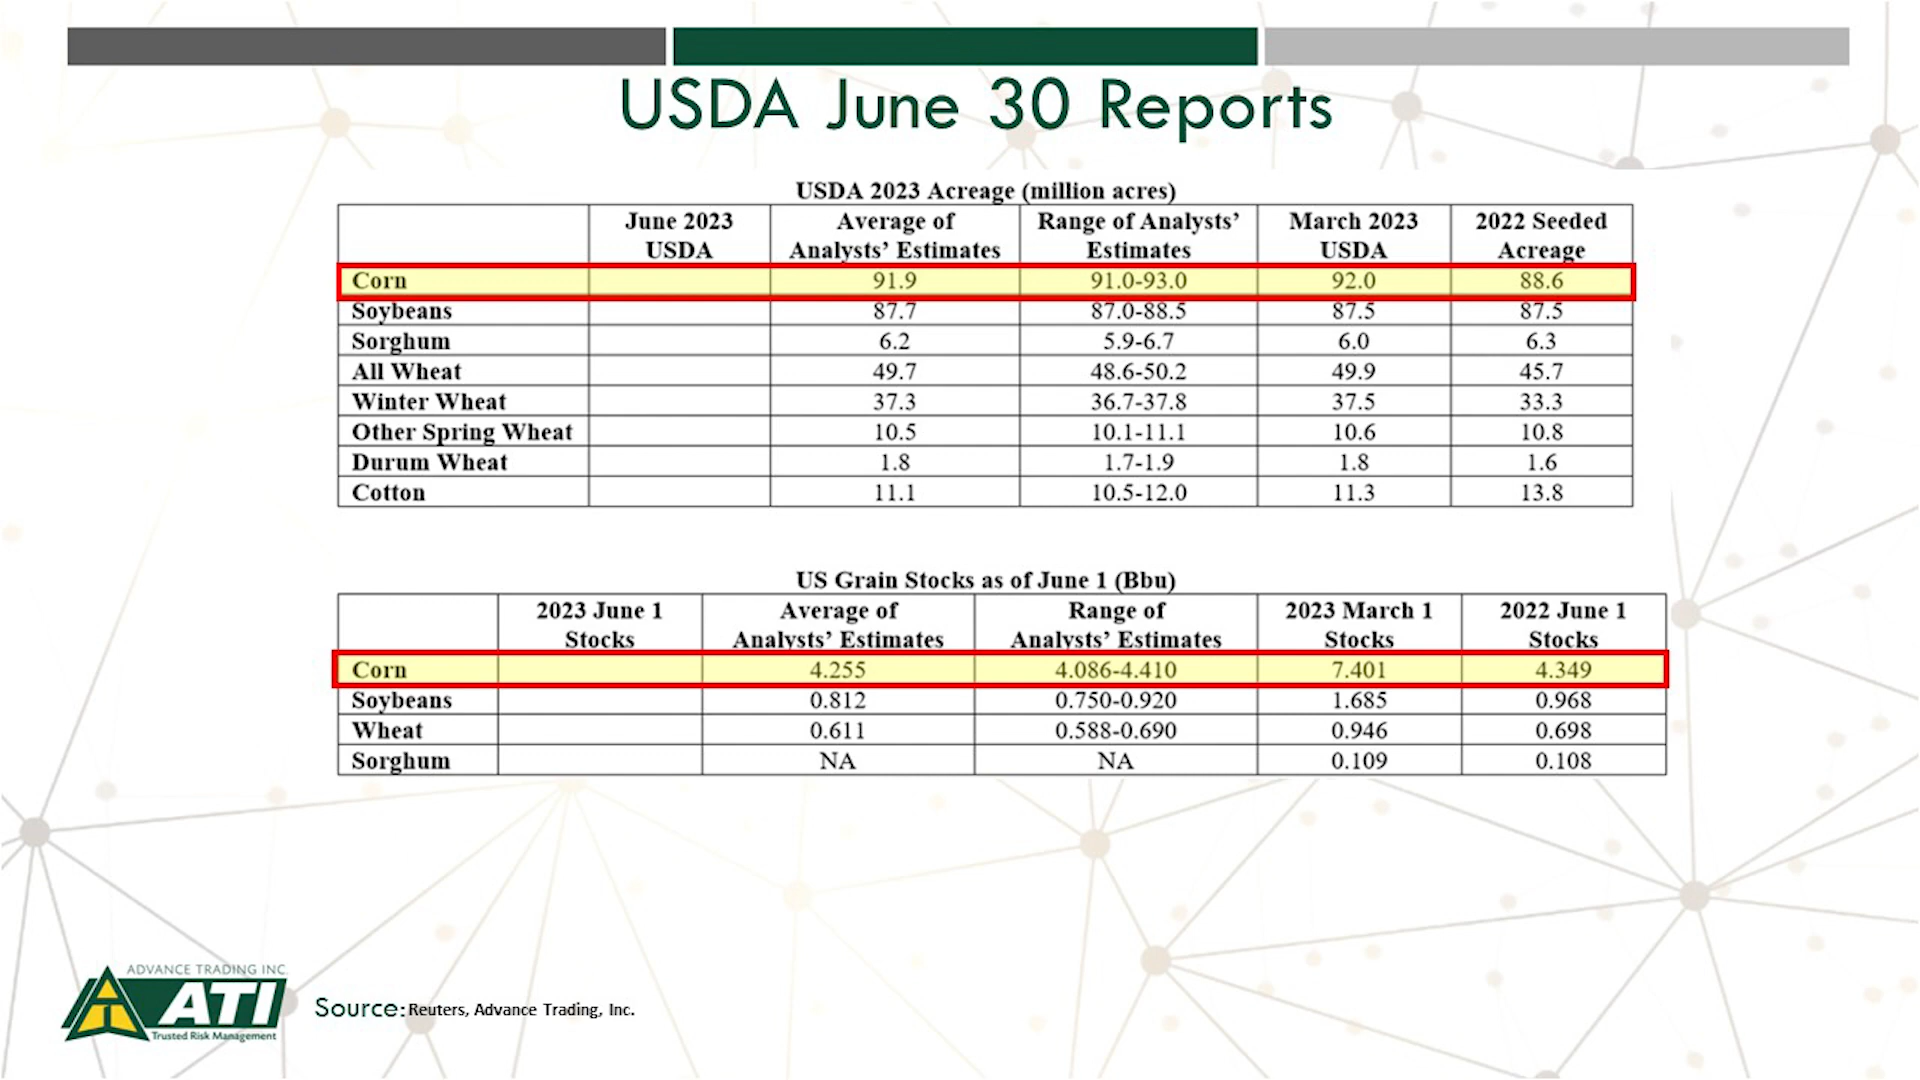 USDA June 30 Reports
USDA 2023 Acreage (million acres)
June 2023 USDA Average of Analysts' Estimates Range of Analysts' Estimates March 2023 USDA 2022 Seeded Acreage
Corn 91.9 91.0-93.0 92.0 88.6
Soybeans 87.7 87.0-88.5 87.5 87.5
Sorghum 6.2 5.9-6.7 6.0 6.3
All Wheat 49.7 48.6-50.2 49.9 45.7
Winter Wheat 37.3 36.7-37.8 37.5 33.3
Other Spring Wheat 10.5 10.1-11.1 10.6 10.8
Durum Wheat 1.8 1.7-1.9 1.8 1.6
Cotton 11.1 10.5-12.0 11.3 13.8
US Grain Stocks as of June 1 (Bbu)
2023 June 1 Stocks Average of Analysts' Estimates Range of Analysts' Estimates 2023 March 1 Stocks 2022 June 1 Stocks
Corn 4.255 4.086-4.410 7.401 4.349
Soybeans 0.812 0.750-0.920 1.685 0.968
Wheat 0.611 0.588-0.690 0.946 0.698
Sorghum NA NA 0.109 0.108
ADVANCE TRADING INC.
ATI
Trusted Risk Management
Source: Reuters, Advance Trading, Inc.